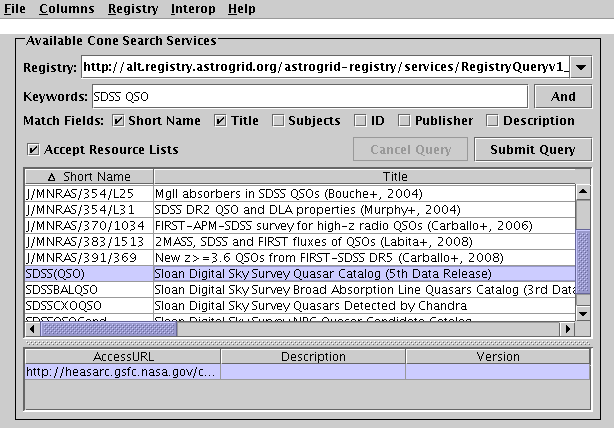 File Columns Registry Interop Help
Available Cone Search Services
Registry: http://alt.registry.astrogrid.org/astrogrid-registry/services/RegistryQueryv1_
Keywords: SDSS QSO And
Match Fields: Short Name Title Subjects ID Publisher Description
Accept Resource Lists Cancel Query Submit Query
Short Name Title
J/MNRAS/354/L25 MgII absorbers in SDSS QSOs (Bouche+, 2004)
J/MNRAS/354/L31 SDSS DR2 QSO and DLA properties (Murphy+, 2004)
J/MNRAS/370/1034 FIRST-APM-SDSS survey for high-z radio QSOs (Carballo+, 2006)
J/MNRAS/383/1513 2MASS, SDSS and FIRST fluxes of QSOs (Labita+, 2008)
J/MNRAS/391/369 New z>=3.6 QSOs from FIRST-SDSS DR5 (Carballo+, 2008)
SDSS(QSO) Sloan Digital Sky Survey Quasar Catalog (5th Data Release)
SDSSBALQSO Sloan Digital Sky Survey Broad Absorption Line Quasars Catalog (3rd Data
SDSSCXOQSO Sloan Digital Sky Survey Quasars Detected by Chandra
Sloan Digital Sky Survey NBC Quasar Candidate Catalog
AccessURL Description Version
http://heasarc.gsfc.nasa.gov/c...